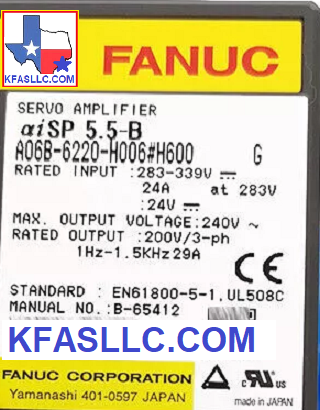 KFASLLC.COM
FANUC
SERVO AMPLIFIER
αiSP 5.5-B
A06B-6220-H006#H600 G
RATED INPUT :283-339V
24A at 283V
:24V
MAX. OUTPUT VOLTAGE:240V ~
RATED OUTPUT :200V/3-ph
1Hz-1.5KHz 29A
CE
STANDARD : EN61800-5-1.UL508C
MANUAL NO.:B-65412
KFASLLC.COM
FANUC CORPORATION
Yamanashi 401-0597 JAPAN
c RU us
made in JAPAN